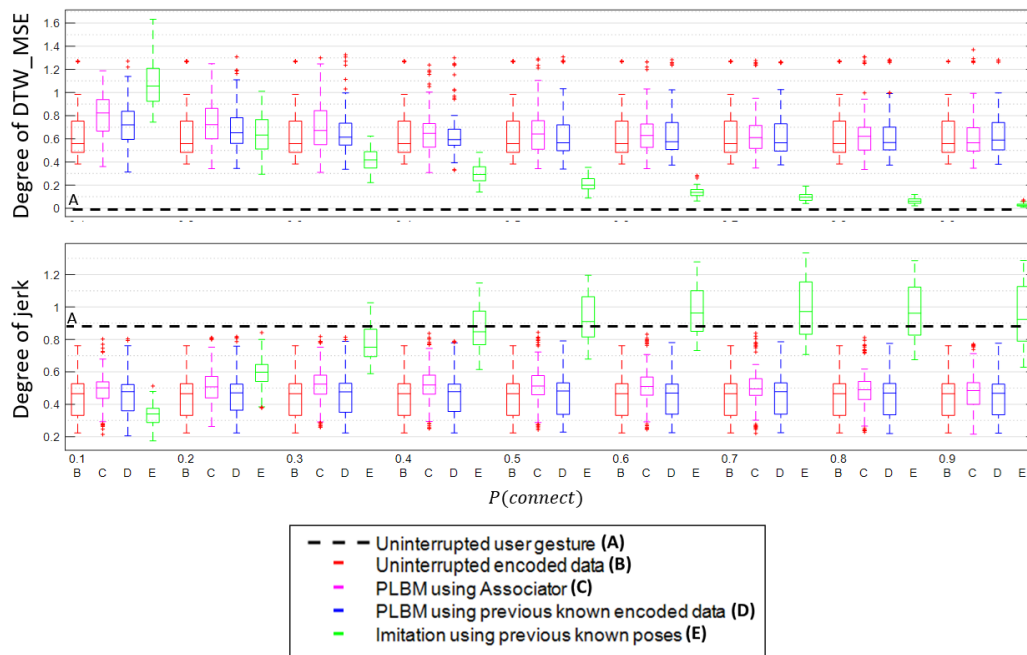 Degree of DTW_MSE
1.6
1.4
1.2
1
0.8
0.6
0.4
0.2
0
A
Degree of jerk
1.2
1
0.8
0.6
0.4
0.2
A
0.1 0.2 0.3 0.4 0.5 0.6 0.7 0.8 0.9
B C D E B C D E B C D E B C D E B C D E B C D E B C D E B C D E B C D E
P(connect)
Uninterrupted user gesture (A)
Uninterrupted encoded data (B)
PLBM using Associator (C)
PLBM using previous known encoded data (D)
Imitation using previous known poses (E)